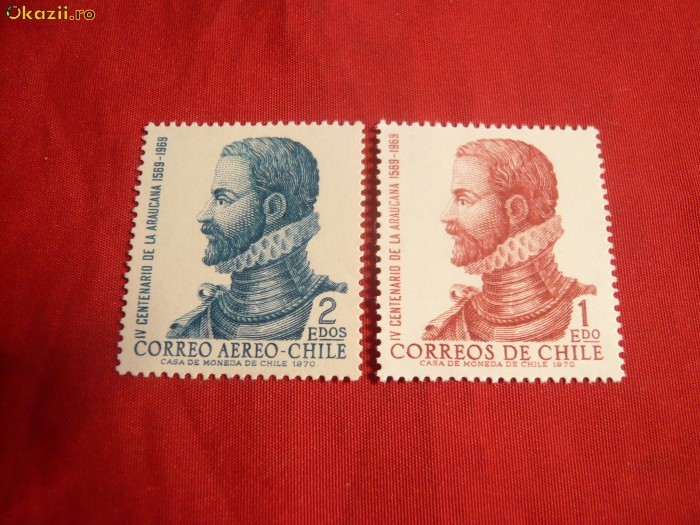 Okazii.ro
IV CENTENARIO DE LA ARAUCANA 1569-1969
2
EDOS
CORREO AEREO-CHILE
CASA DE MONEDA DE CHILE 1970
IV CENTENARIO DE LA ARAUCANA 1569-1969
1
EDO
CORREOS DE CHILE
CASA DE MONEDA DE CHILE 1970